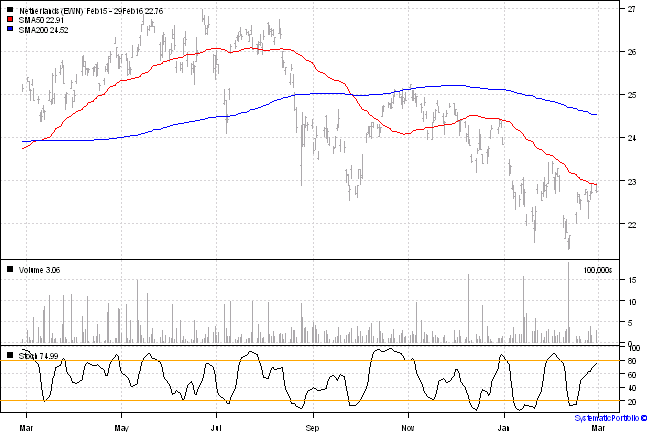 Netherlands (EWN) Feb15 - 29Feb16 22.76
SMA50 22.91
SMA200 24.52
27
26
25
24
23
22
Volume 3.06
100,000s
15
10
5
0
Stoch 74.99
100
80
60
40
20
Mar May Jul Sep Nov Jan Mar
SystematicPortfolio ©